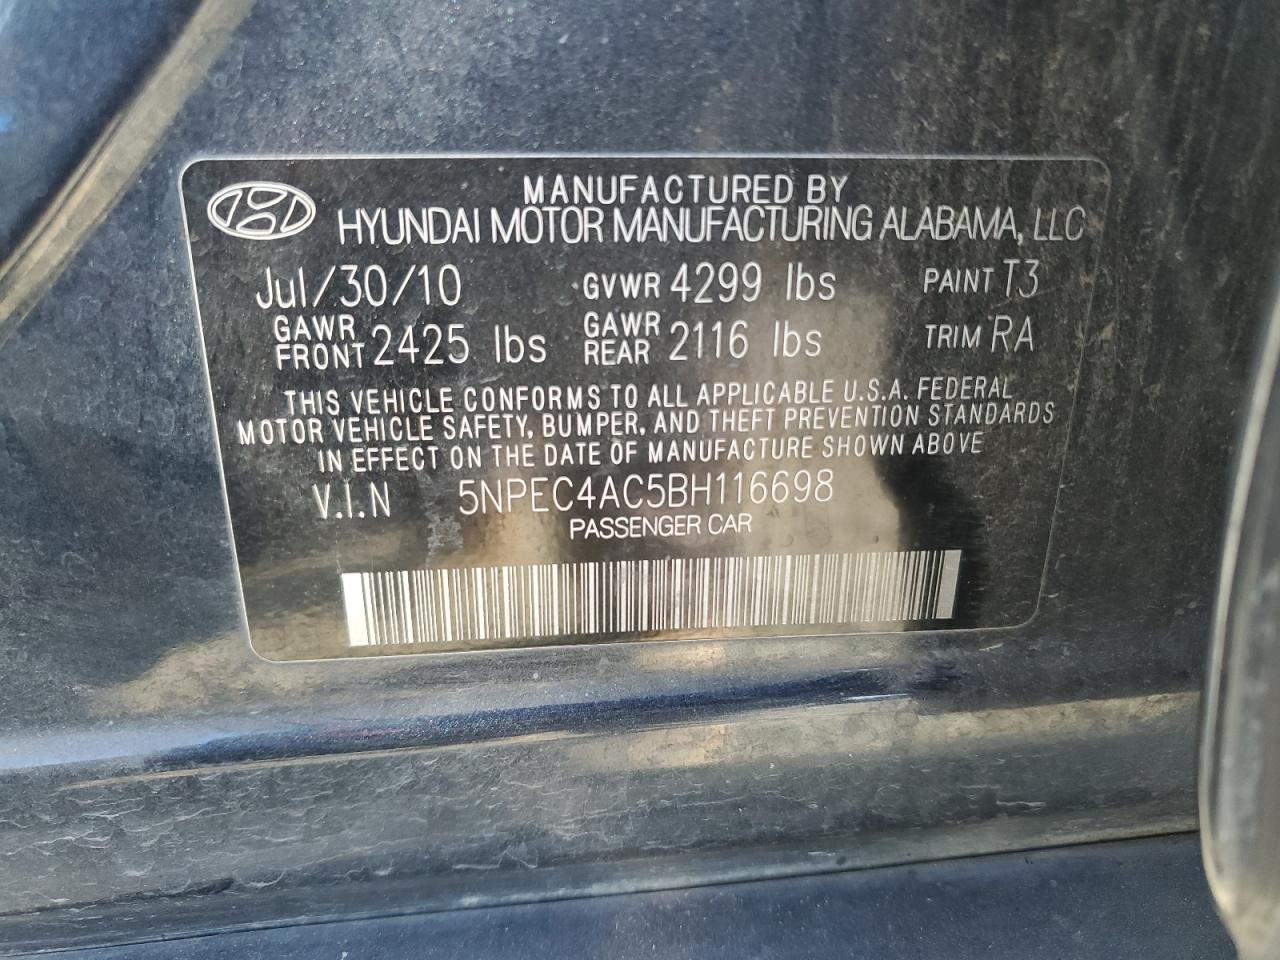 MANUFACTURED BY
HYUNDAI MOTOR MANUFACTURING ALABAMA, LLC
Jul/30/10 GVWR 4299 lbs PAINT T3
GAWR FRONT 2425 lbs GAWR REAR 2116 lbs TRIM RA
THIS VEHICLE CONFORMS TO ALL APPLICABLE U.S.A. FEDERAL
MOTOR VEHICLE SAFETY, BUMPER, AND THEFT PREVENTION STANDARDS
IN EFFECT ON THE DATE OF MANUFACTURE SHOWN ABOVE
V.I.N 5NPEC4AC5BH116698
PASSENGER CAR